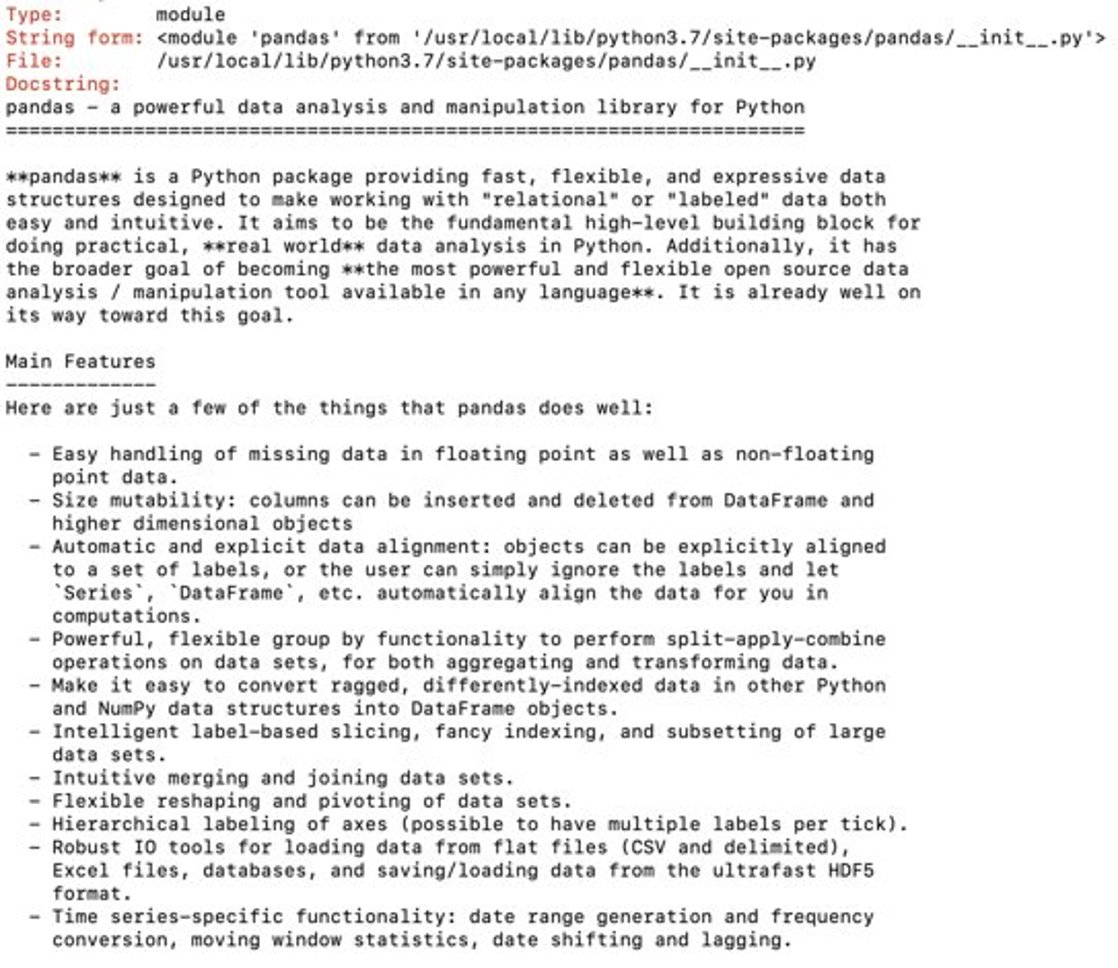 Type:        module
String form: <module 'pandas' from '/usr/local/lib/python3.7/site-packages/pandas/__init__.py'>
File:        /usr/local/lib/python3.7/site-packages/pandas/__init__.py
Docstring:
pandas - a powerful data analysis and manipulation library for Python
=====================================================================

**pandas** is a Python package providing fast, flexible, and expressive data
structures designed to make working with "relational" or "labeled" data both
easy and intuitive. It aims to be the fundamental high-level building block for
doing practical, **real world** data analysis in Python. Additionally, it has
the broader goal of becoming **the most powerful and flexible open source data
analysis / manipulation tool available in any language**. It is already well on
its way toward this goal.

Main Features
-------------
Here are just a few of the things that pandas does well:

  - Easy handling of missing data in floating point as well as non-floating
    point data.
  - Size mutability: columns can be inserted and deleted from DataFrame and
    higher dimensional objects
  - Automatic and explicit data alignment: objects can be explicitly aligned
    to a set of labels, or the user can simply ignore the labels and let
    `Series`, `DataFrame`, etc. automatically align the data for you in
    computations.
  - Powerful, flexible group by functionality to perform split-apply-combine
    operations on data sets, for both aggregating and transforming data.
  - Make it easy to convert ragged, differently-indexed data in other Python
    and NumPy data structures into DataFrame objects.
  - Intelligent label-based slicing, fancy indexing, and subsetting of large
    data sets.
  - Intuitive merging and joining data sets.
  - Flexible reshaping and pivoting of data sets.
  - Hierarchical labeling of axes (possible to have multiple labels per tick).
  - Robust IO tools for loading data from flat files (CSV and delimited),
    Excel files, databases, and saving/loading data from the ultrafast HDF5
    format.
  - Time series-specific functionality: date range generation and frequency
    conversion, moving window statistics, date shifting and lagging.